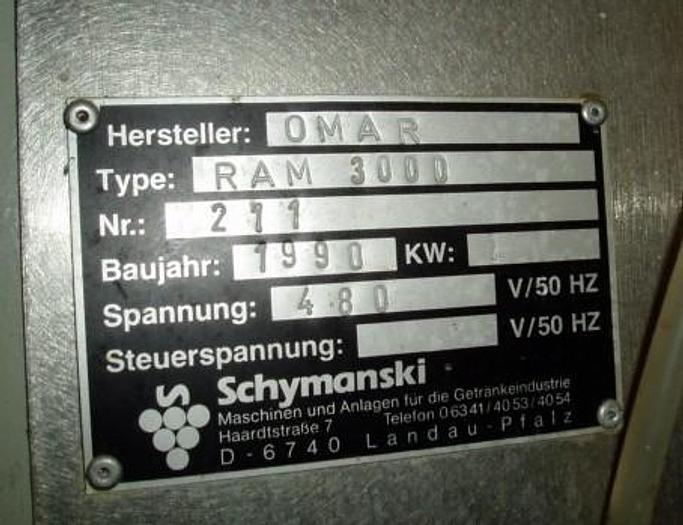 Hersteller: OMAR
Type: RAM 3000
Nr.: 211
Baujahr: 1990 KW:
Spannung: 480 V/50 HZ
Steuerspannung: V/50 HZ
Schymanski
Maschinen und Anlagen für die Getränkeindustrie
Haardtstraße 7 Telefon 06341/4053/4054
D-6740 Landau-Pfalz